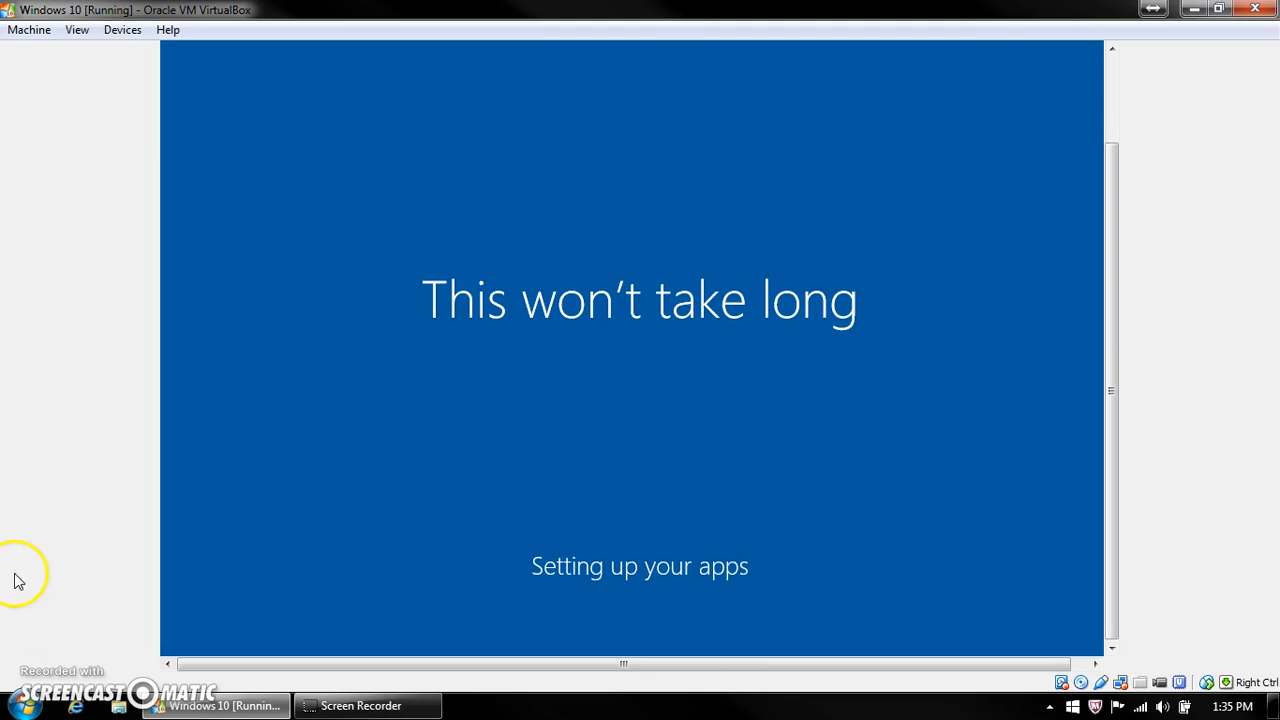 Windows 10 [Running] - Oracle VM VirtualBox
Machine View Devices Help
This won't take long
Setting up your apps
Right Ctrl
Recorded with
SCREENCAST-O-MATIC
Windows 10 [Runnin...
Screen Recorder
1:35 PM